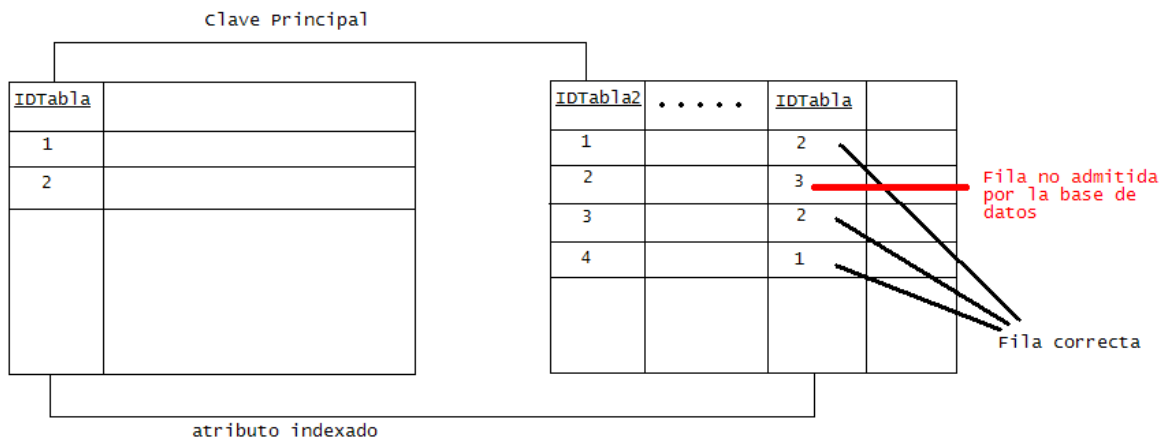 Clave Principal
IDTabla
IDTabla2 ..... IDTabla
1
2
1 2
2 3
3 2
4 1
Fila no admitida
por la base de
datos
Fila correcta
atributo indexado